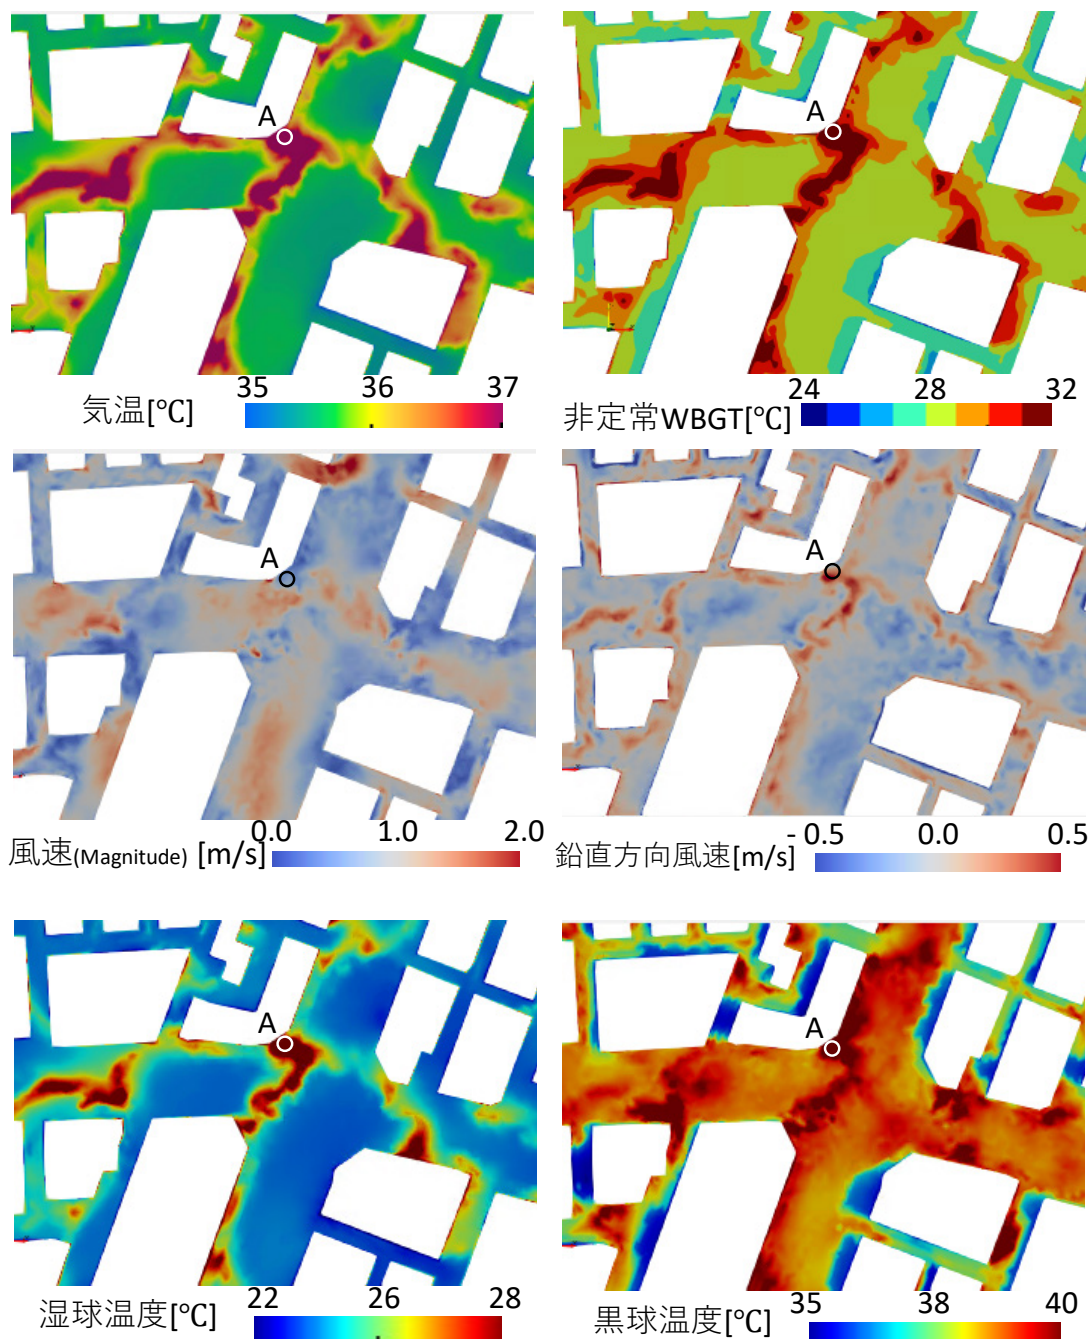 A
A
35 36 37
気温[℃]
24 28 32
非定常WBGT[℃]
A
A
0.0 1.0 2.0
風速(Magnitude) [m/s]
-0.5 0.0 0.5
鉛直方向風速[m/s]
A
A
22 26 28
湿球温度[℃]
35 38 40
黒球温度[℃]